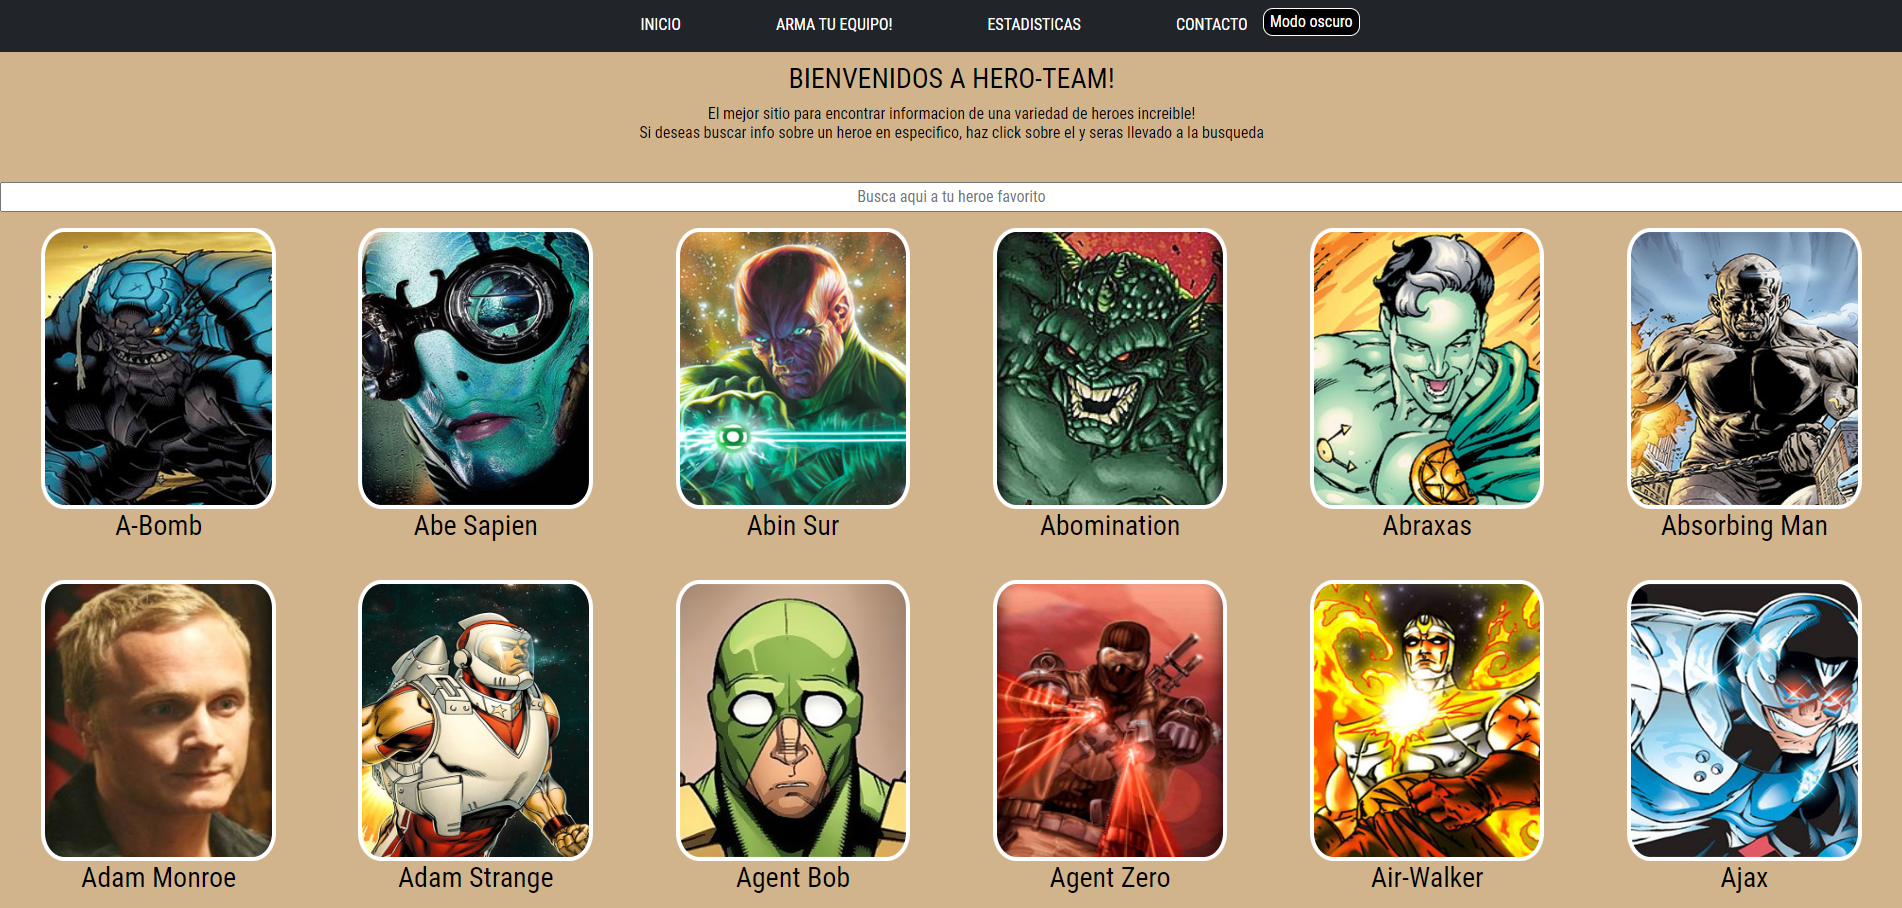 INICIO ARMA TU EQUIPO! ESTADISTICAS CONTACTO Modo oscuro
BIENVENIDOS A HERO-TEAM!
El mejor sitio para encontrar informacion de una variedad de heroes increible!
Si deseas buscar info sobre un heroe en especifico, haz click sobre el y seras llevado a la busqueda
Busca aqui a tu heroe favorito
A-Bomb Abe Sapien Abin Sur Abomination Abraxas Absorbing Man
Adam Monroe Adam Strange Agent Bob Agent Zero Air-Walker Ajax